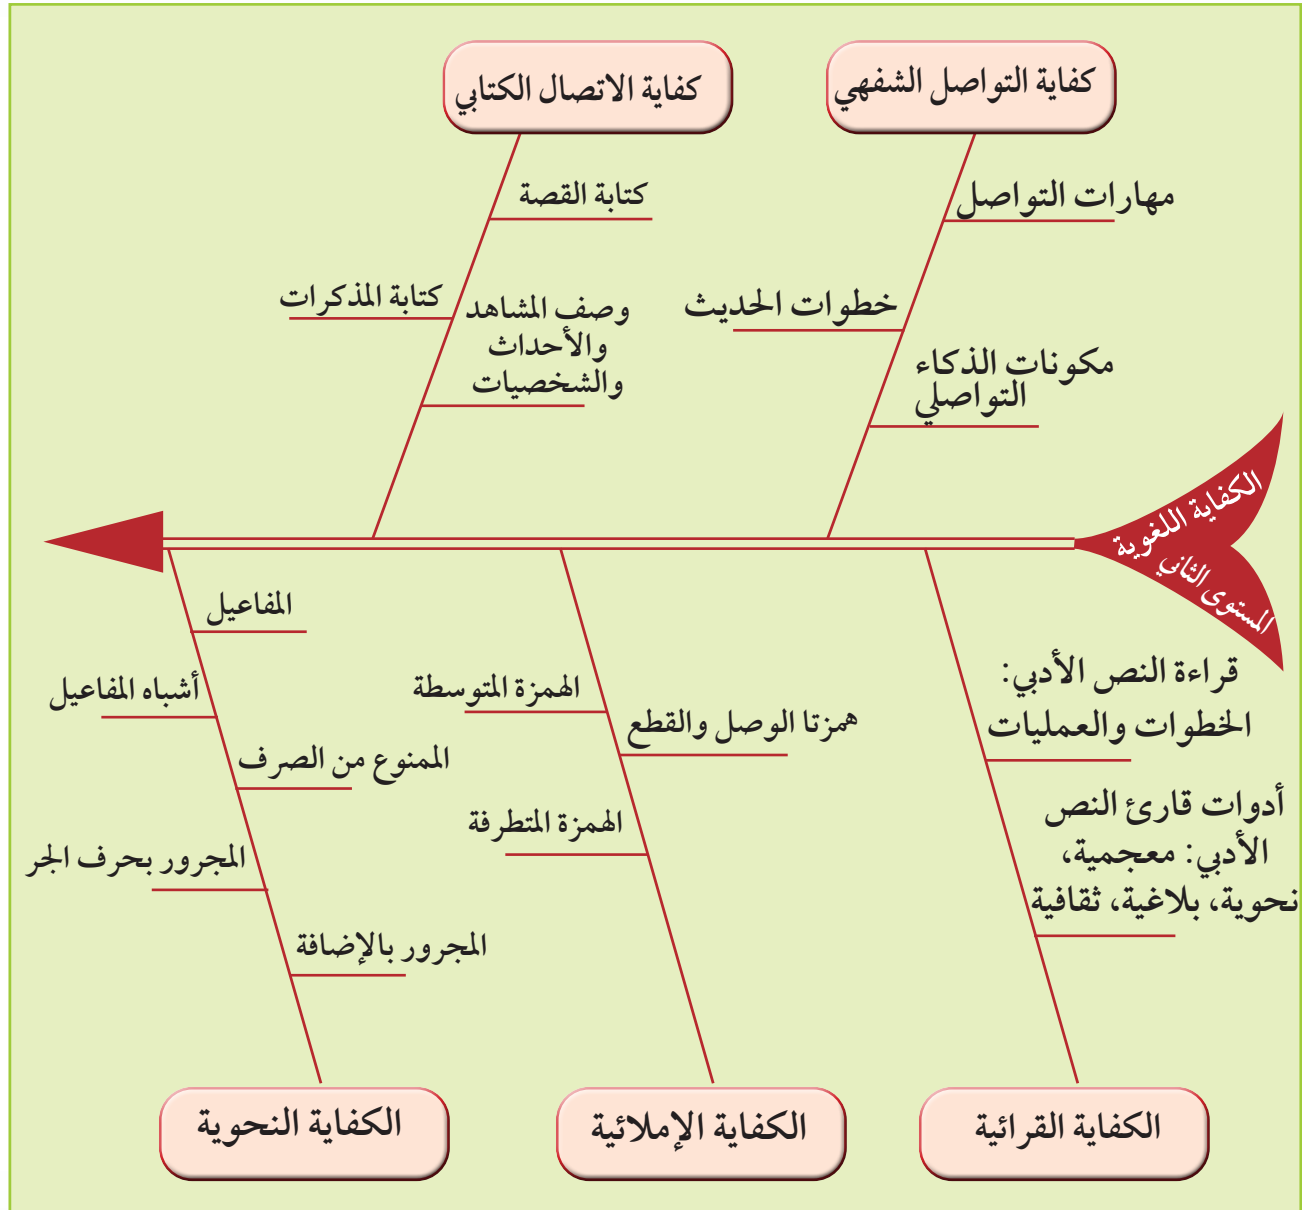 كفاية التواصل الشفهي
مهارات التواصل
خطوات الحديث
مكونات الذكاء
التواصلي
كفاية الاتصال الكتابي
كتابة القصة
كتابة المذكرات
وصف المشاهد
والأحداث
والشخصيات
الكفاية اللغوية
المستوى الثاني
قراءة النص الأدبي:
الخطوات والعمليات
أدوات قارئ النص
الأدبي: معجمية،
نحوية، بلاغية، ثقافية
الكفاية القرائية
الهمزة المتوسطة
همزتا الوصل والقطع
الهمزة المتطرفة
الكفاية الإملائية
المفاعيل
أشباه المفاعيل
الممنوع من الصرف
المجرور بحرف الجر
المجرور بالإضافة
الكفاية النحوية